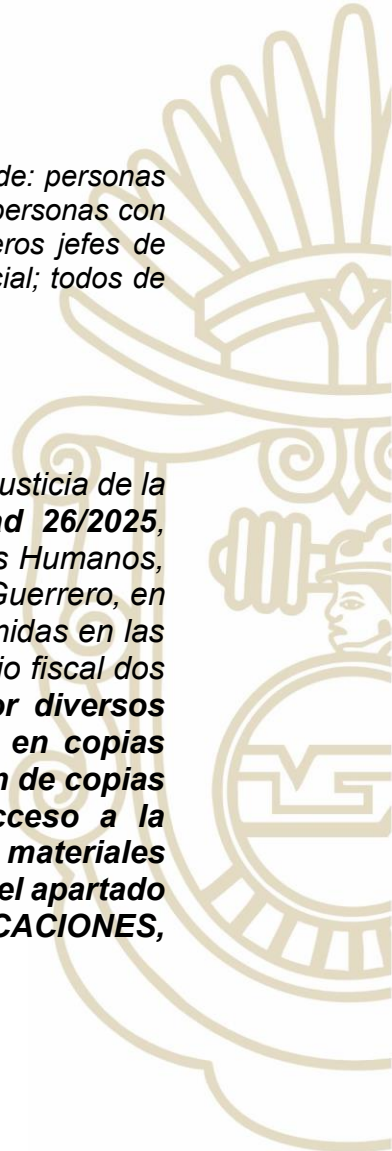 de: personas
personas con
eros jefes de
cial; todos de
usticia de la
ad 26/2025,
s Humanos,
Guerrero, en
nidas en las
io fiscal dos
or diversos
en copias
n de copias
cceso a la
materiales
el apartado
CACIONES,